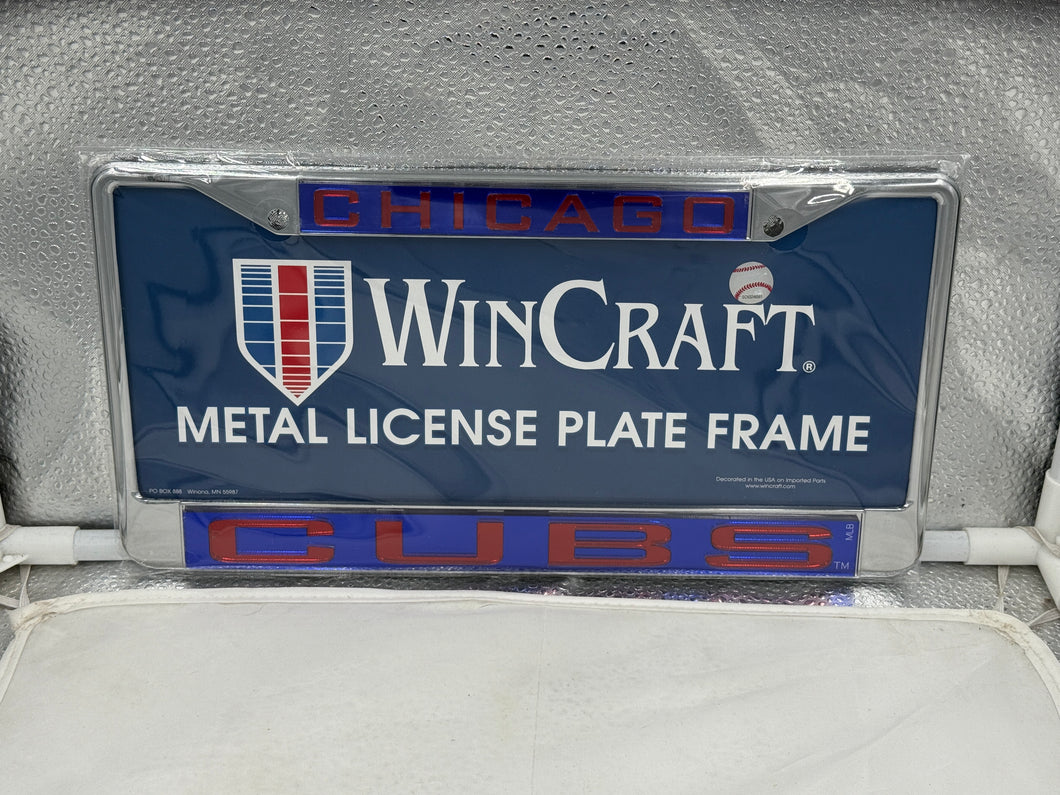 CHICAGO
WINCRAFT®
METAL LICENSE PLATE FRAME
Decorated in the USA on Imported Parts
www.wincraft.com
PO BOX 888 Winona, MN 55987
CUBS
TM
MLB